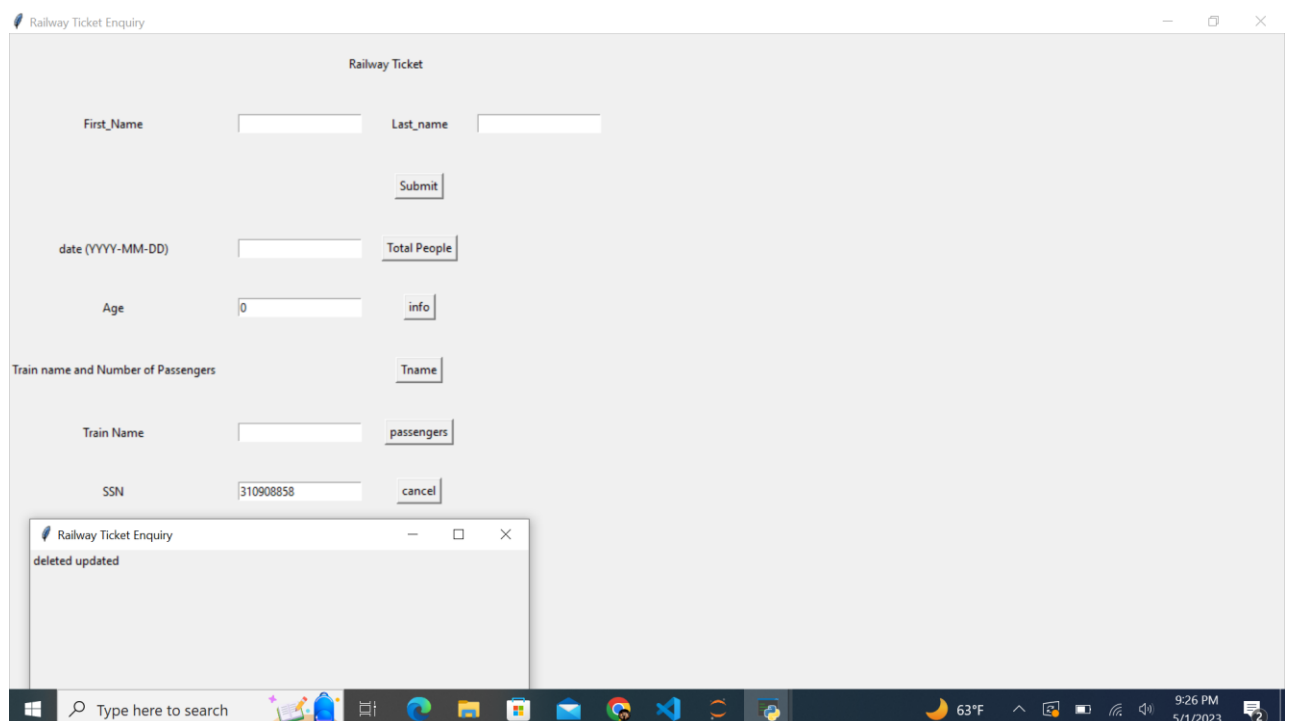 Railway Ticket Enquiry
Railway Ticket
First_Name Last_name
Submit
date (YYYY-MM-DD) Total People
Age 0 info
Train name and Number of Passengers Tname
Train Name passengers
SSN 310908858 cancel
Railway Ticket Enquiry
deleted updated
Type here to search 63°F 9:26 PM
5/1/2023 2